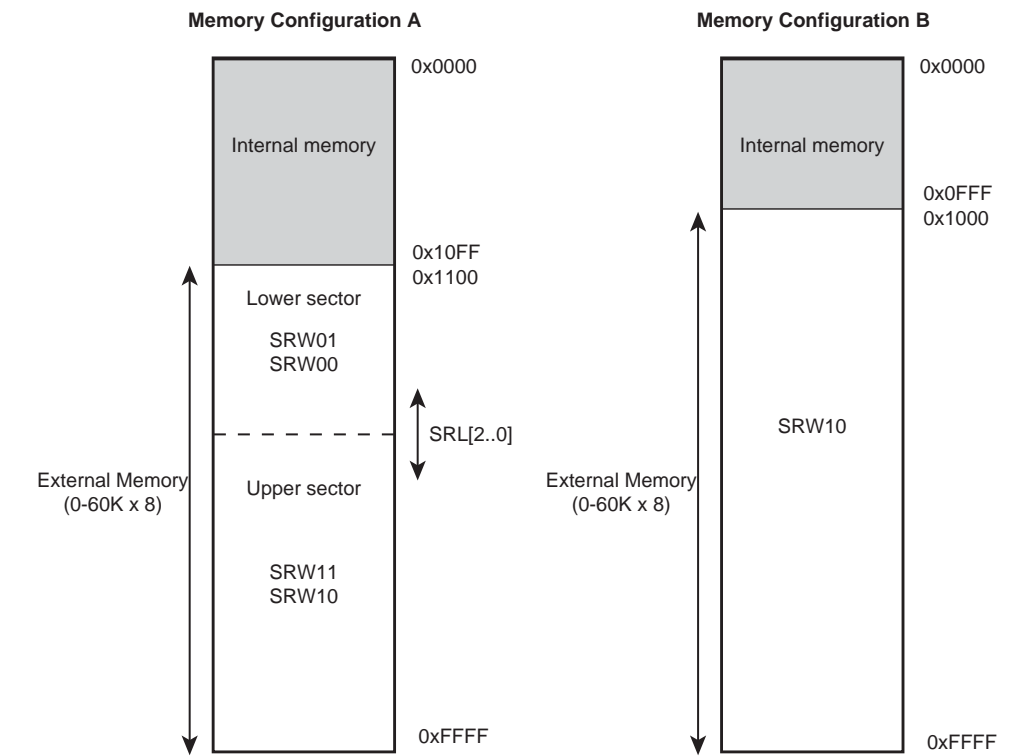 Memory Configuration A
0x0000
Internal memory
0x10FF
0x1100
Lower sector
SRW01
SRW00
SRL[2..0]
External Memory
(0-60K x 8)
Upper sector
SRW11
SRW10
0xFFFF
Memory Configuration B
0x0000
Internal memory
0x0FFF
0x1000
SRW10
External Memory
(0-60K x 8)
0xFFFF